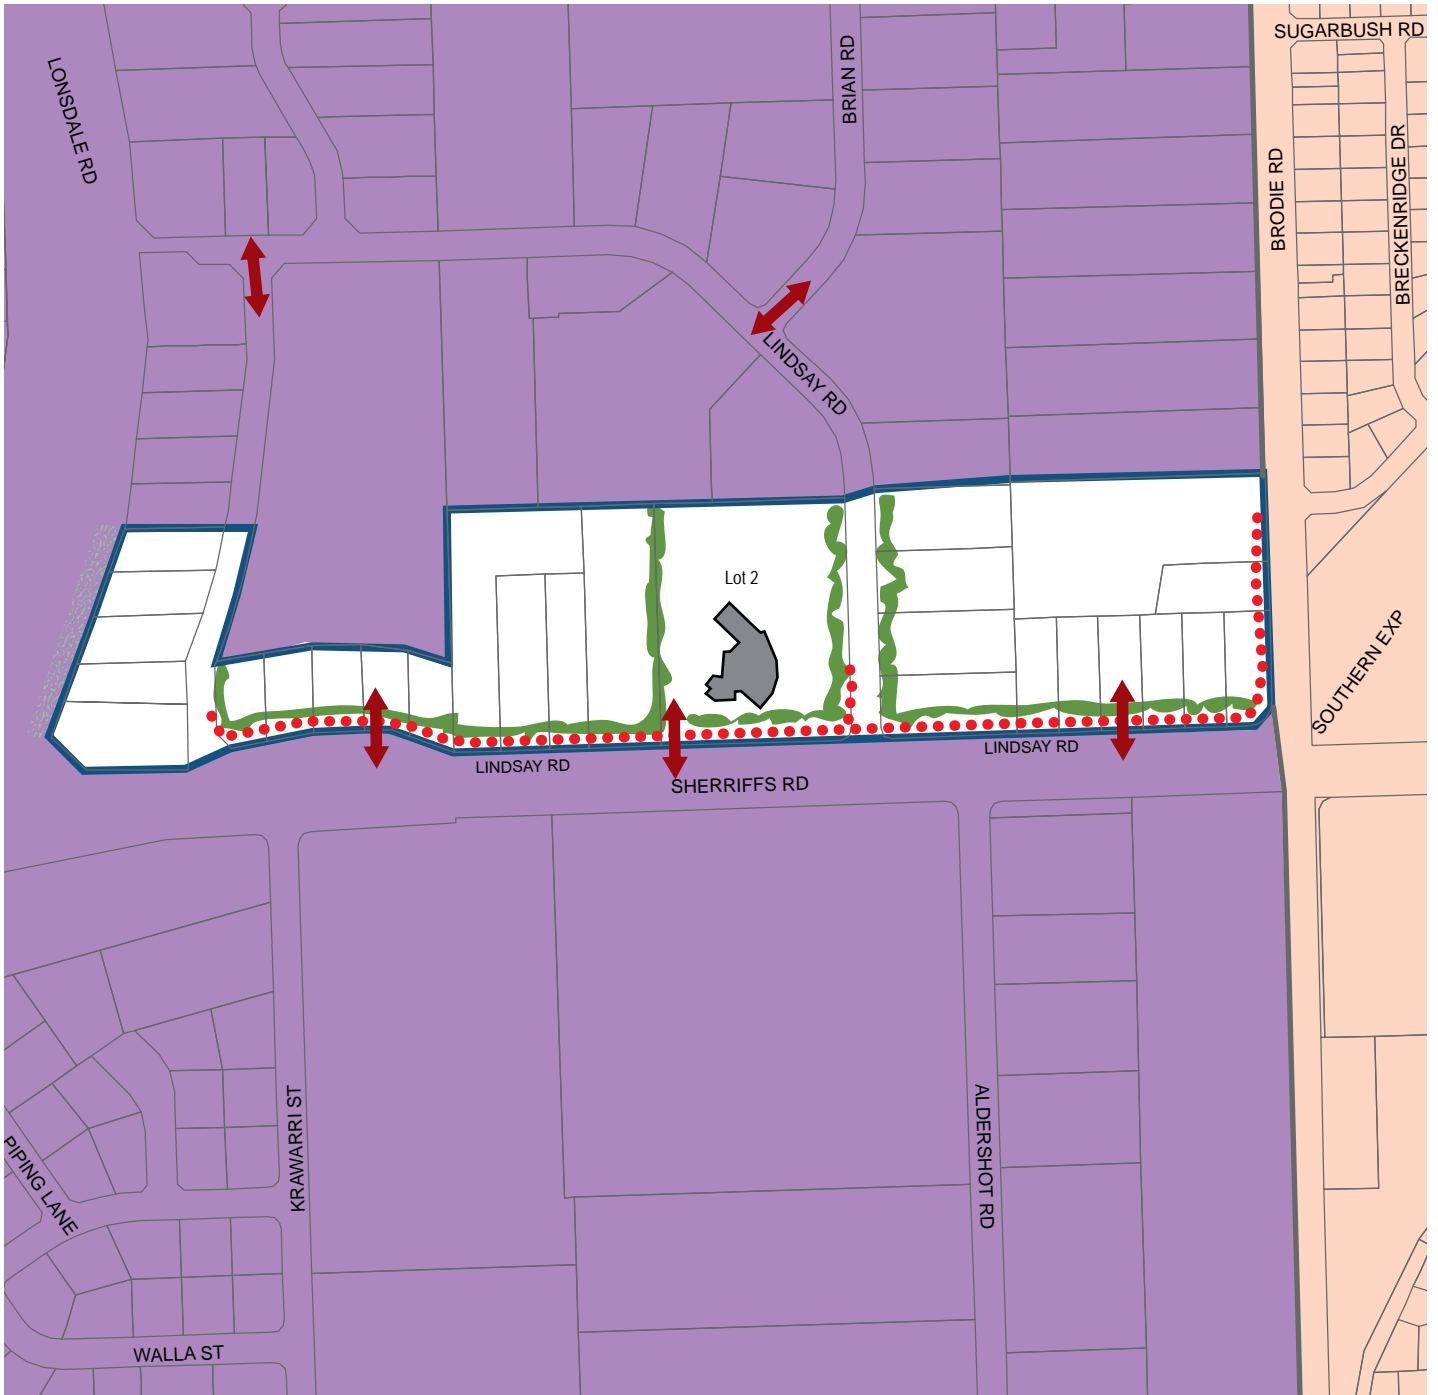 SUGARBUSH RD
LONSDALE RD
BRIAN RD
BRODIE RD
BRECKENRIDGE DR
LINDSAY RD
Lot 2
SOUTHERN EXP
LINDSAY RD
LINDSAY RD
SHERRIFFS RD
KRAWARRI ST
ALDERSHOT RD
PIPING LANE
WALLA ST